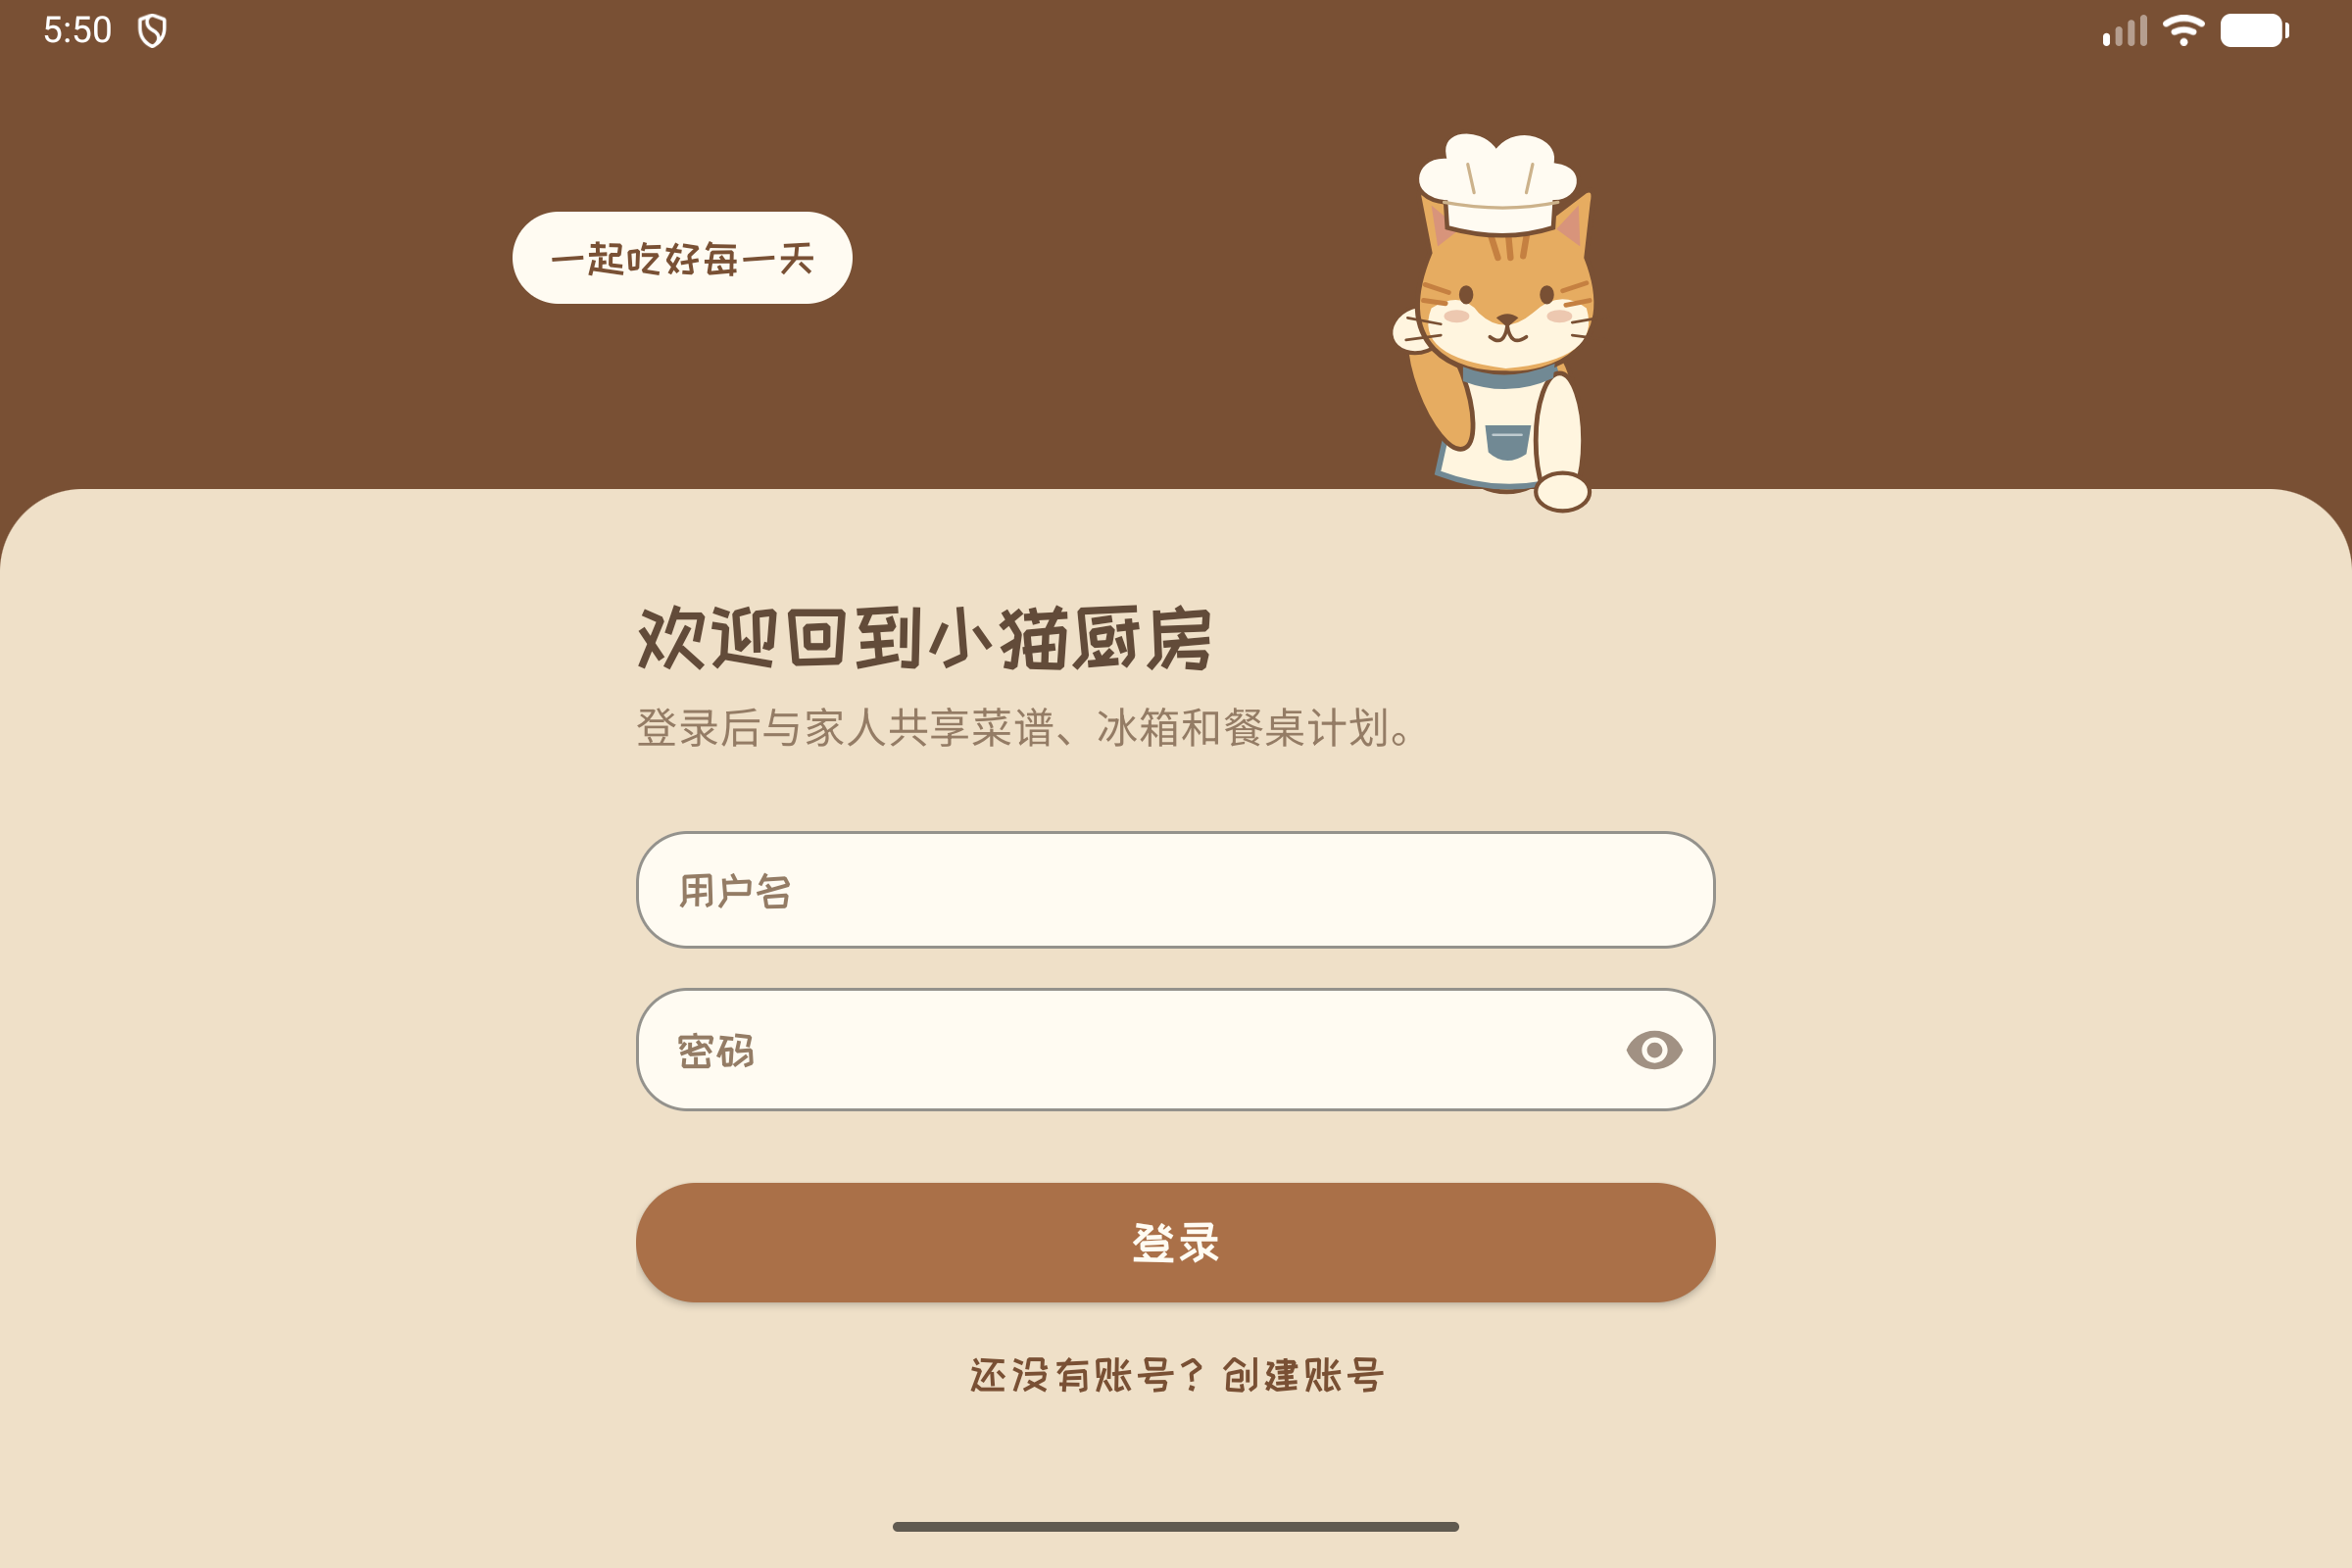 5:50
一起吃好每一天
欢迎回到小猫厨房
登录后与家人共享菜谱、冰箱和餐桌计划。
用户名
密码
登录
还没有账号？创建账号